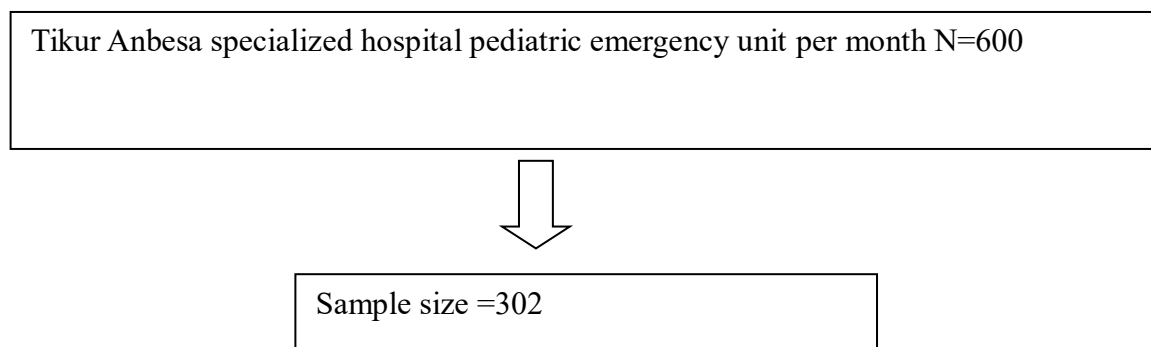 Tikur Anbesa specialized hospital pediatric emergency unit per month N=600
Sample size =302